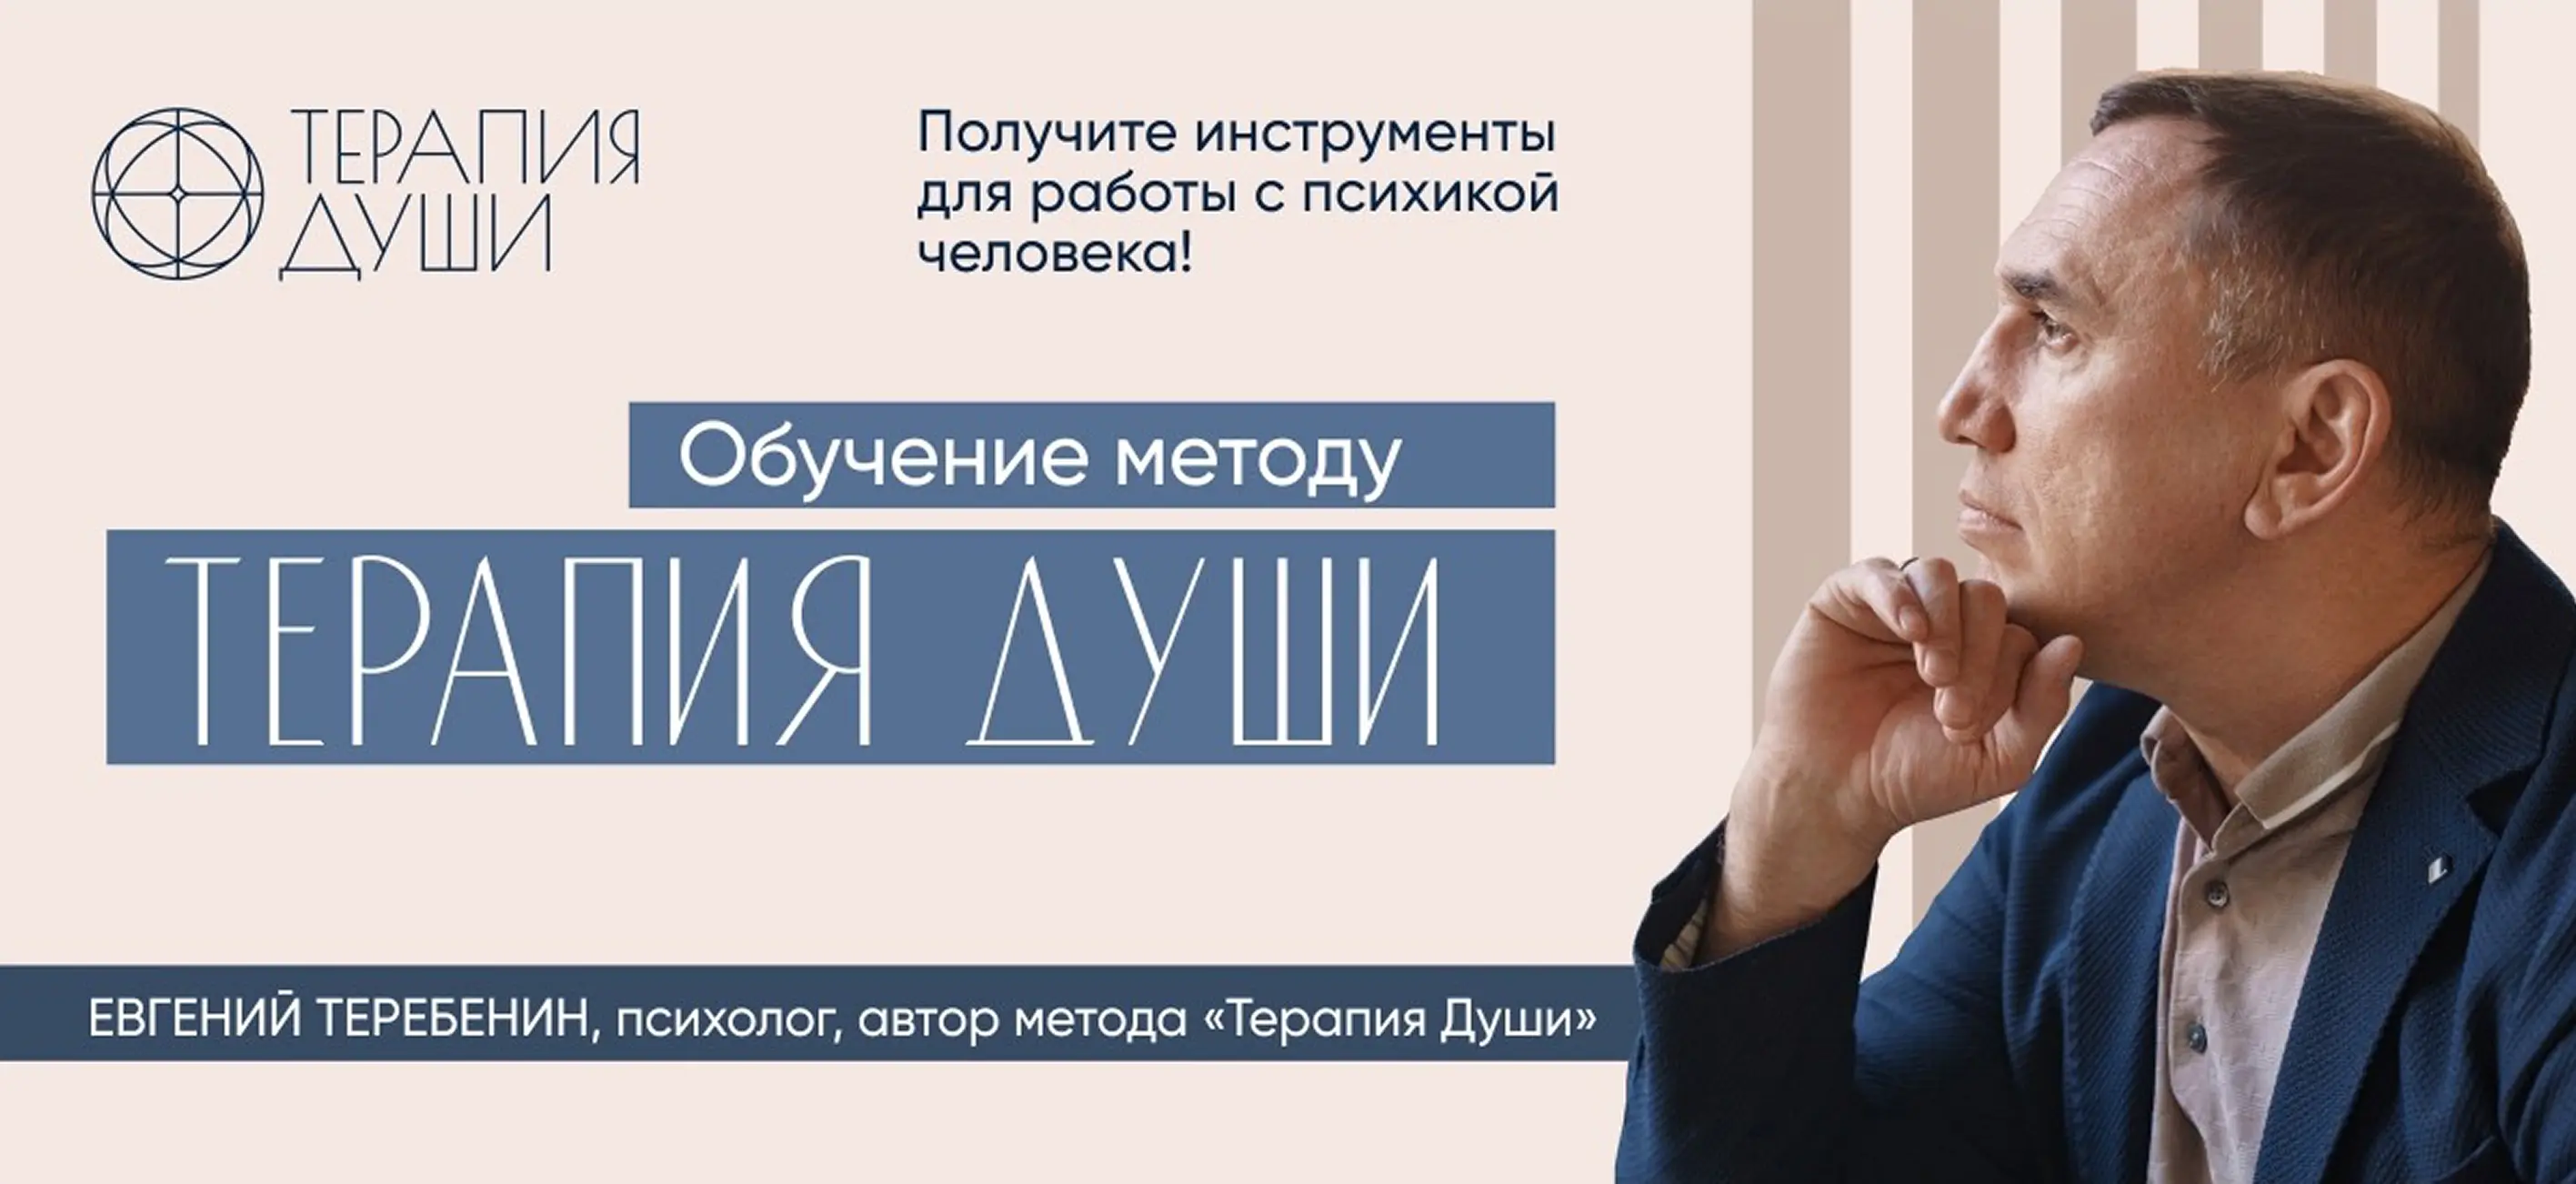 ТЕРАПИЯ
ДУШИ
Получите инструменты
для работы с психикой
человека!
Обучение методу
ТЕРАПИЯ ДУШИ
ЕВГЕНИЙ ТЕРЕБЕНИН, психолог, автор метода «Терапия Души»